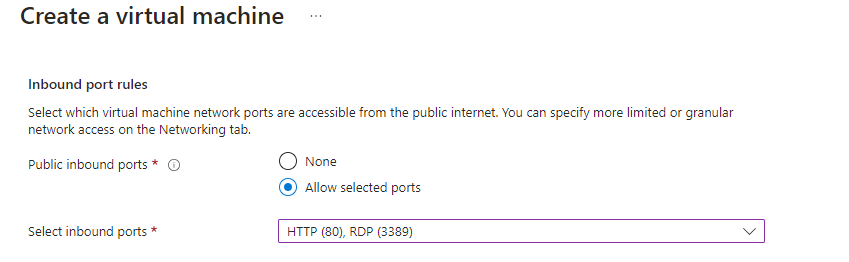 Create a virtual machine ...
Inbound port rules
Select which virtual machine network ports are accessible from the public internet. You can specify more limited or granular
network access on the Networking tab.
Public inbound ports *
None
Allow selected ports
Select inbound ports *
HTTP (80), RDP (3389)